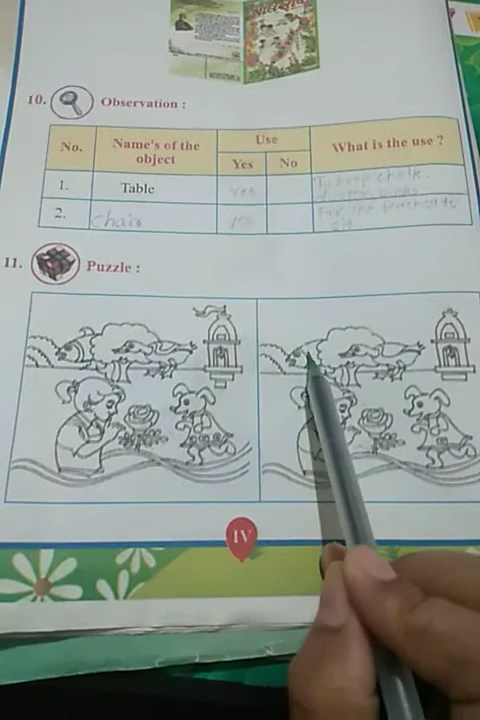 10. Observation :
No. Name's of the object Use What is the use ?
Yes No
1. Table Yes To keep chalk,
2. Chair yes For the teacher to
sit
11. Puzzle :
IV